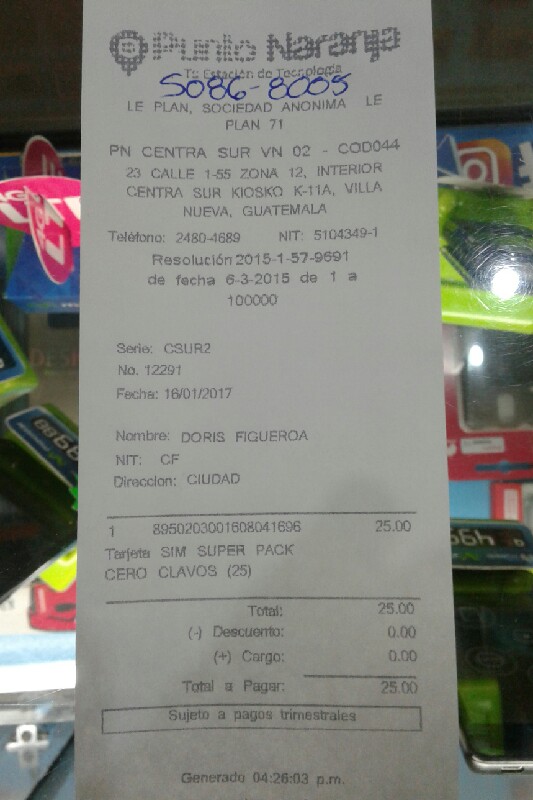 Punto Naranja
Tu Estación de Tecnología
5086-8005
LE PLAN, SOCIEDAD ANONIMA LE
PLAN 71
PN CENTRA SUR VN 02 - COD044
23 CALLE 1-55 ZONA 12, INTERIOR
CENTRA SUR KIOSKO K-11A, VILLA
NUEVA, GUATEMALA
Teléfono: 2480-4689 NIT: 5104349-1
Resolución 2015-1-57-9691
de fecha 6-3-2015 de 1 a
100000
Serie: CSUR2
No. 12291
Fecha: 16/01/2017
Nombre: DORIS FIGUEROA
NIT: CF
Direccion: CIUDAD
1 8950203001608041696 25.00
Tarjeta SIM SUPER PACK
CERO CLAVOS (25)
Total: 25.00
(-) Descuento: 0.00
(+) Cargo: 0.00
Total a Pagar: 25.00
Sujeto a pagos trimestrales
Generado 04:26:03 p.m.